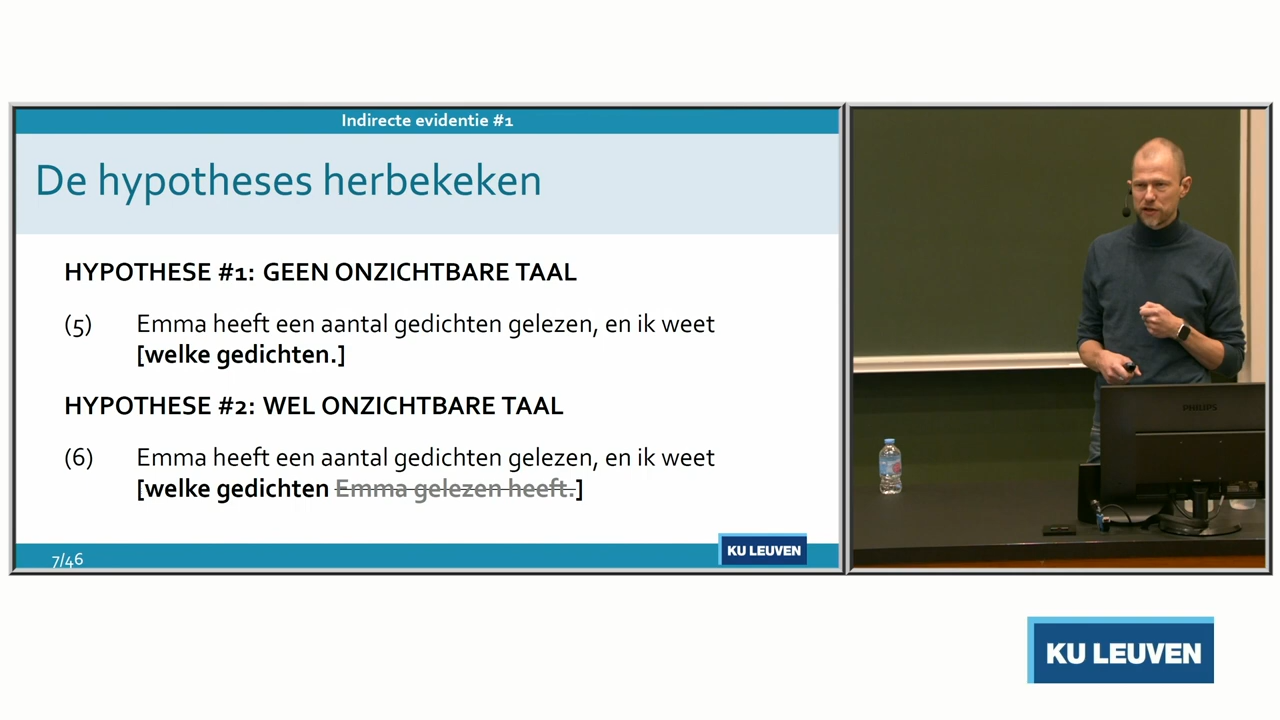 Indirecte evidentie #1
De hypotheses herbekeken
HYPOTHESE #1: GEEN ONZICHTBARE TAAL
(5) Emma heeft een aantal gedichten gelezen, en ik weet
[welke gedichten.]
HYPOTHESE #2: WEL ONZICHTBARE TAAL
(6) Emma heeft een aantal gedichten gelezen, en ik weet
[welke gedichten Emma gelezen heeft.]
7/46
KU LEUVEN
PHILIPS
KU LEUVEN